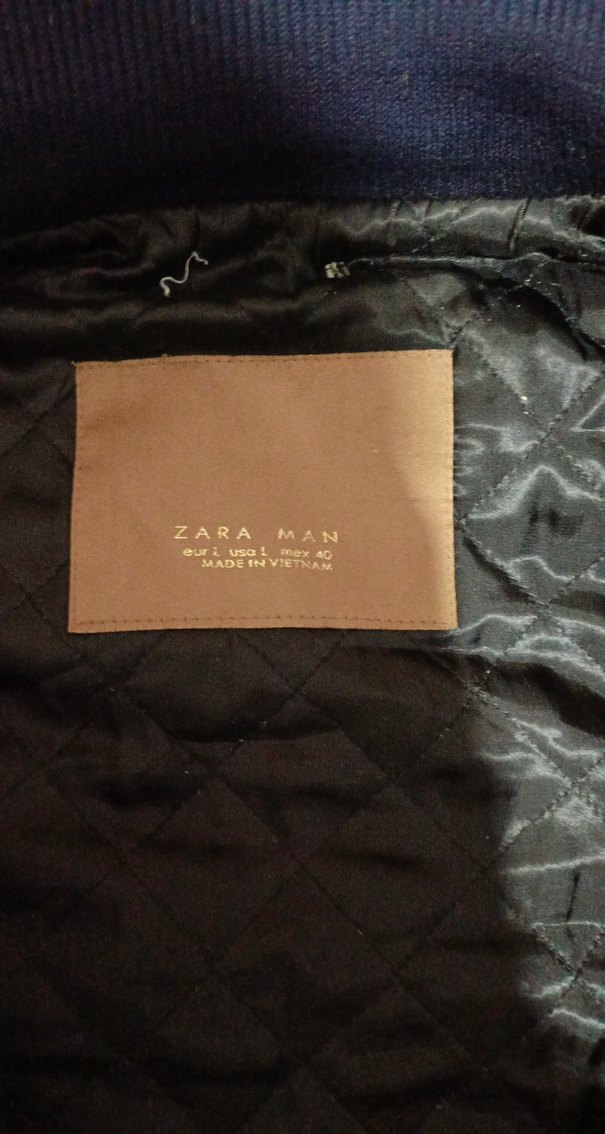 ZARA MAN
eur L usa L mex 40
MADE IN VIETNAM